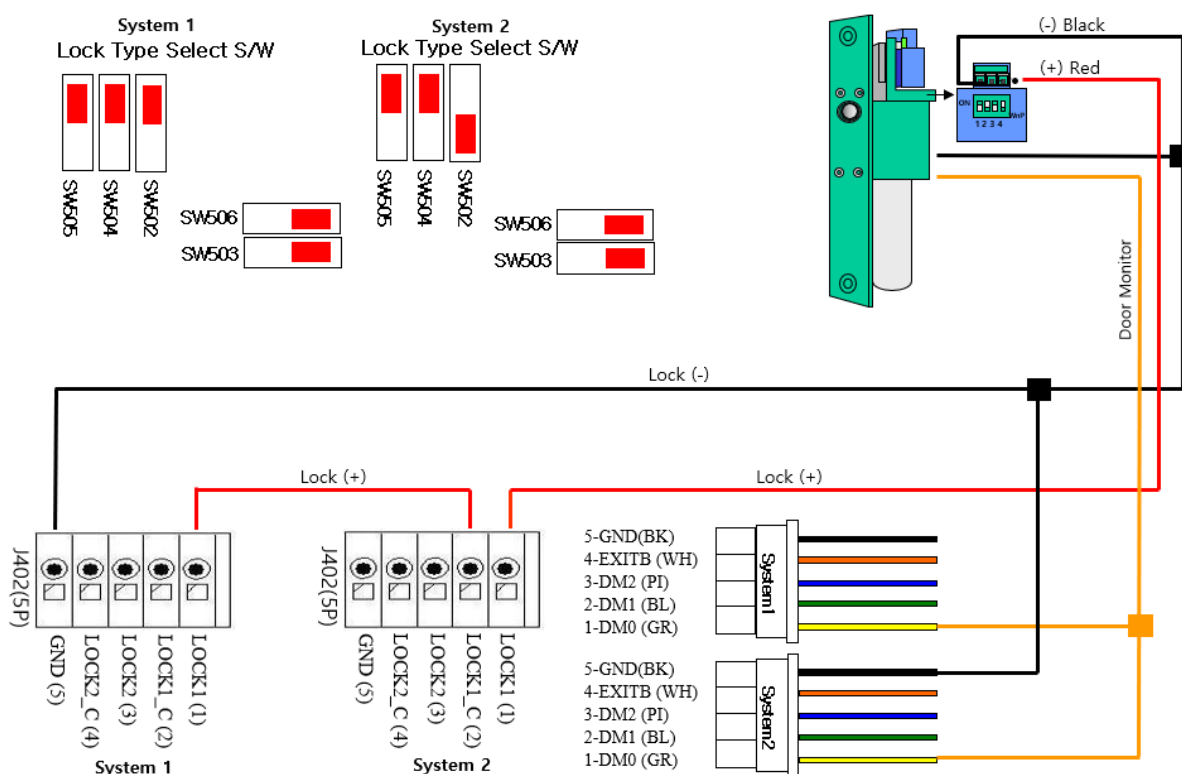 System 1
Lock Type Select S/W
SW505
SW504
SW502
SW506
SW503
System 2
Lock Type Select S/W
SW505
SW504
SW502
SW506
SW503
(-) Black
(+) Red
ON
1 2 3 4
WnP
Door Monitor
Lock (-)
Lock (+)
Lock (+)
J402(5P)
GND (5)
LOCK2_C (4)
LOCK2 (3)
LOCK1_C (2)
LOCK1 (1)
System 1
J402(5P)
GND (5)
LOCK2_C (4)
LOCK2 (3)
LOCK1_C (2)
LOCK1 (1)
System 2
5-GND(BK)
4-EXITB (WH)
3-DM2 (PI)
2-DM1 (BL)
1-DM0 (GR)
System1
5-GND(BK)
4-EXITB (WH)
3-DM2 (PI)
2-DM1 (BL)
1-DM0 (GR)
System2